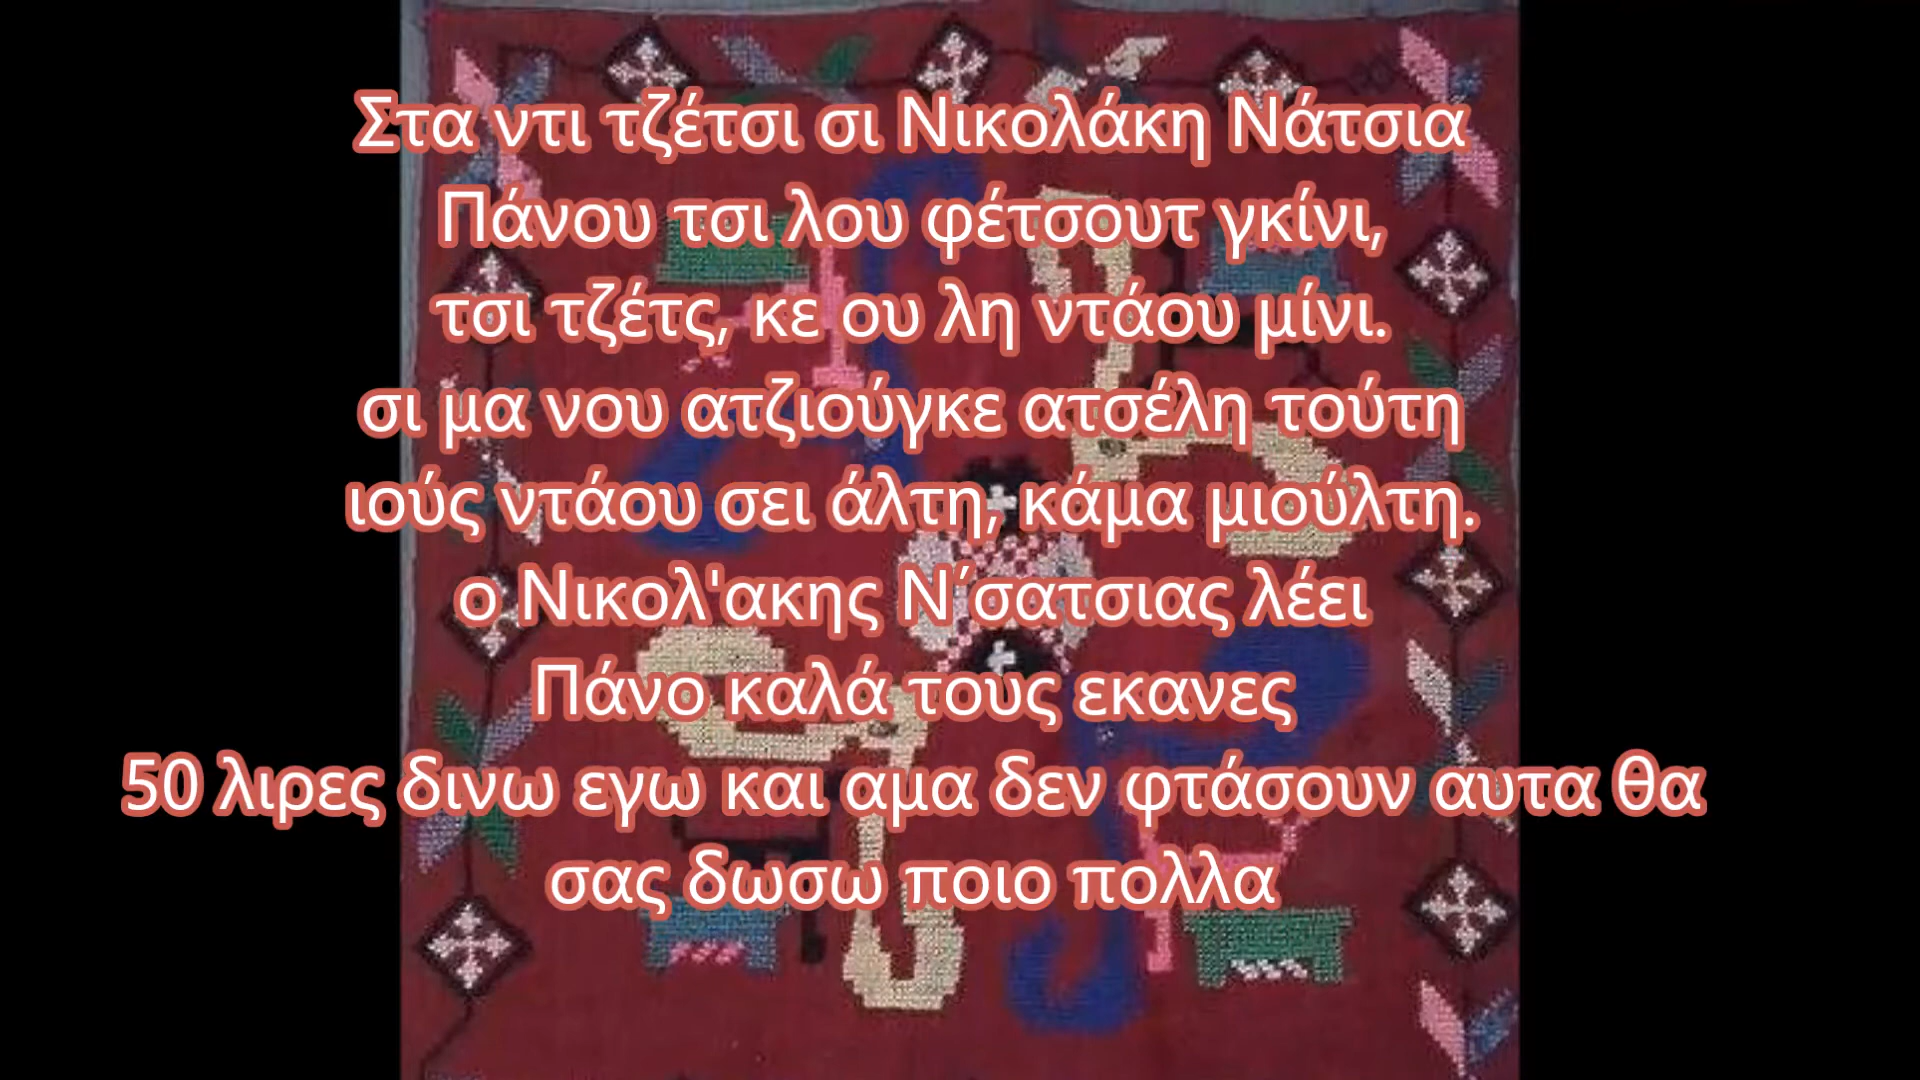 Στα ντι τζέτσι σι Νικολάκη Νάτσια
Πάνου τσι λου φέτσουτ γκίνι,
τσι τζέτς, κε ου λη ντάου μίνι.
σι μα νου ατζιούγκε ατσέλη τούτη
ιούς ντάου σει άλτη, κάμα μιούλτη.
ο Νικολ'ακης Ν΄σατσιας λέει
Πάνο καλά τους εκανες
50 λιρες δινω εγω και αμα δεν φτάσουν αυτα θα
σας δωσω ποιο πολλα